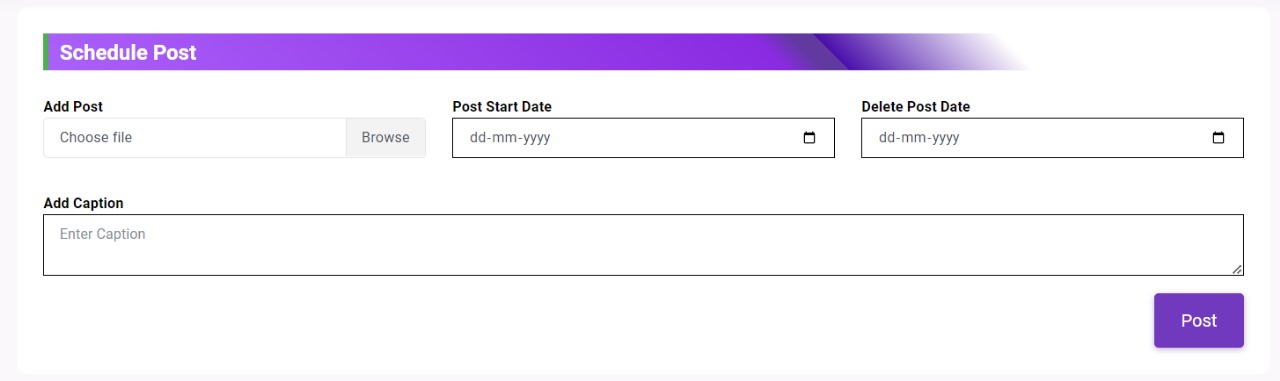 Schedule Post
Add Post
Post Start Date
Delete Post Date
Choose file
Browse
dd-mm-yyyy
dd-mm-yyyy
Add Caption
Enter Caption
Post